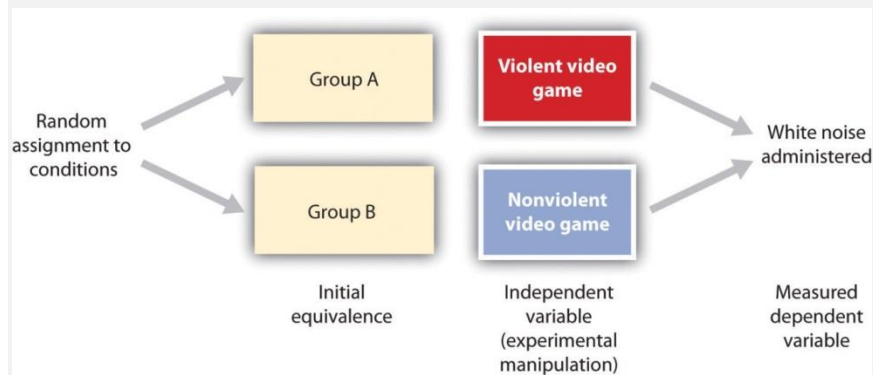 Random
assignment to
conditions
Group A
Group B
Initial
equivalence
Violent video
game
Nonviolent
video game
Independent
variable
(experimental
manipulation)
White noise
administered
Measured
dependent
variable